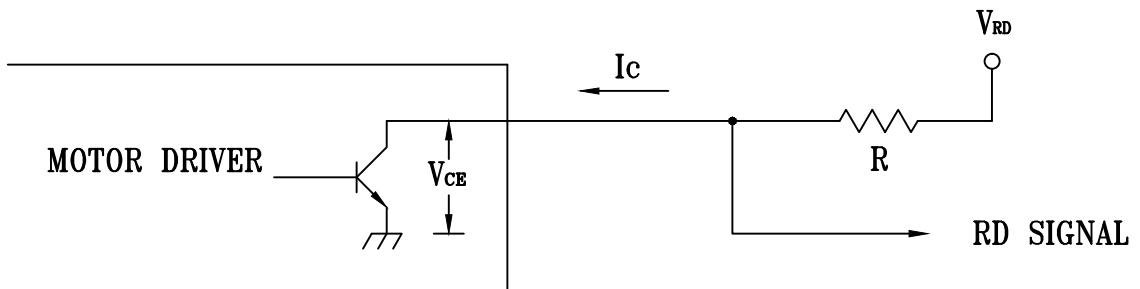 VRD
Ic
MOTOR DRIVER
VCE
R
RD SIGNAL